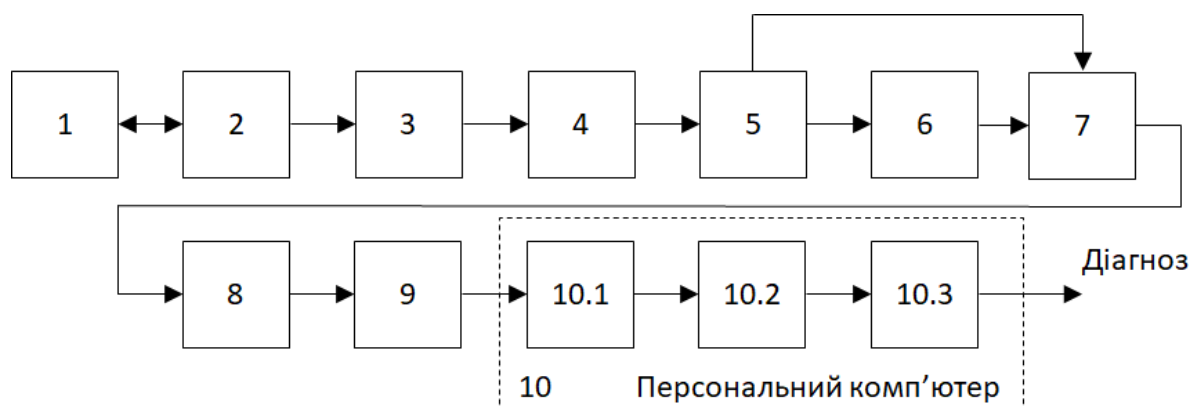 1 2 3 4 5 6 7
Діагноз
8 9 10.1 10.2 10.3
10 Персональний комп’ютер